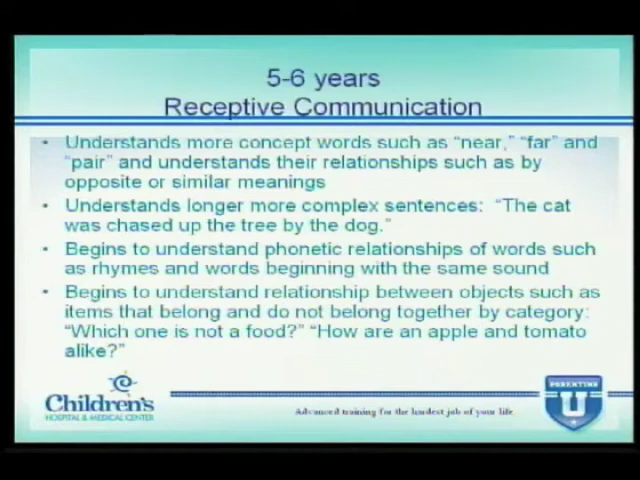 5-6 years
Receptive Communication
• Understands more concept words such as “near,” “far” and
“pair” and understands their relationships such as by
opposite or similar meanings
• Understands longer more complex sentences: “The cat
was chased up the tree by the dog.”
• Begins to understand phonetic relationships of words such
as rhymes and words beginning with the same sound
• Begins to understand relationship between objects such as
items that belong and do not belong together by category:
“Which one is not a food?” “How are an apple and tomato
alike?”
Children's
HOSPITAL & MEDICAL CENTER
Advanced training for the hardest job of your life.
PARENTING
U